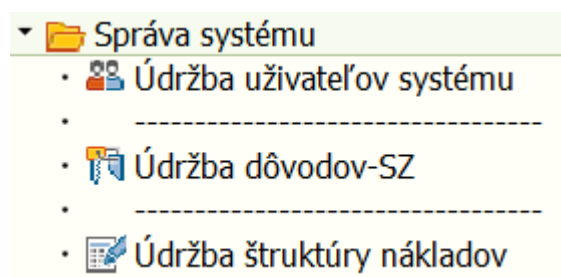 Správa systému
Údržba uživateľov systému
----------------------------------
Údržba dôvodov-SZ
----------------------------------
Údržba štruktúry nákladov